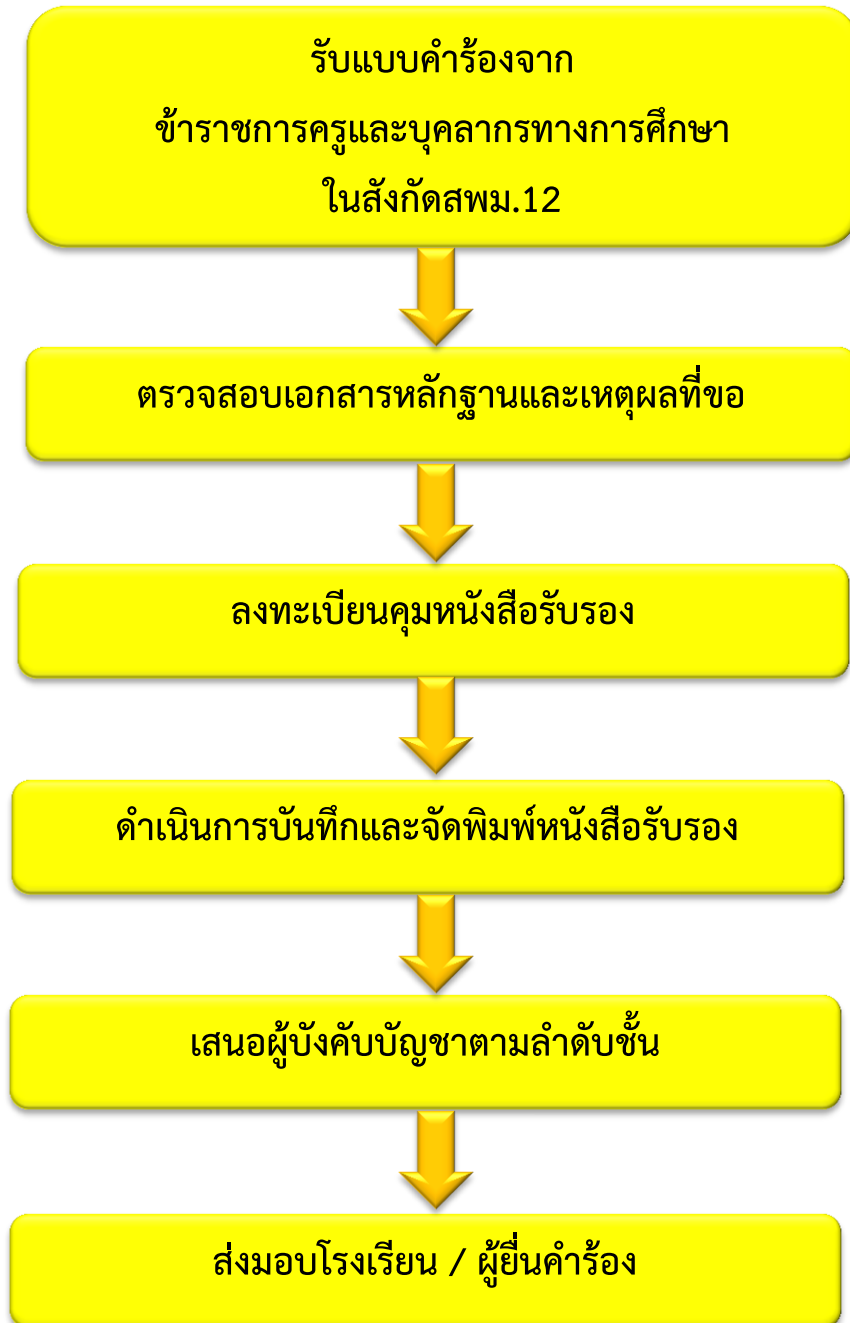 รับแบบคำร้องจาก
ข้าราชการครูและบุคลากรทางการศึกษา
ในสังกัดสพม.12
ตรวจสอบเอกสารหลักฐานและเหตุผลที่ขอ
ลงทะเบียนคุมหนังสือรับรอง
ดำเนินการบันทึกและจัดพิมพ์หนังสือรับรอง
เสนอผู้บังคับบัญชาตามลำดับชั้น
ส่งมอบโรงเรียน / ผู้ยื่นคำร้อง